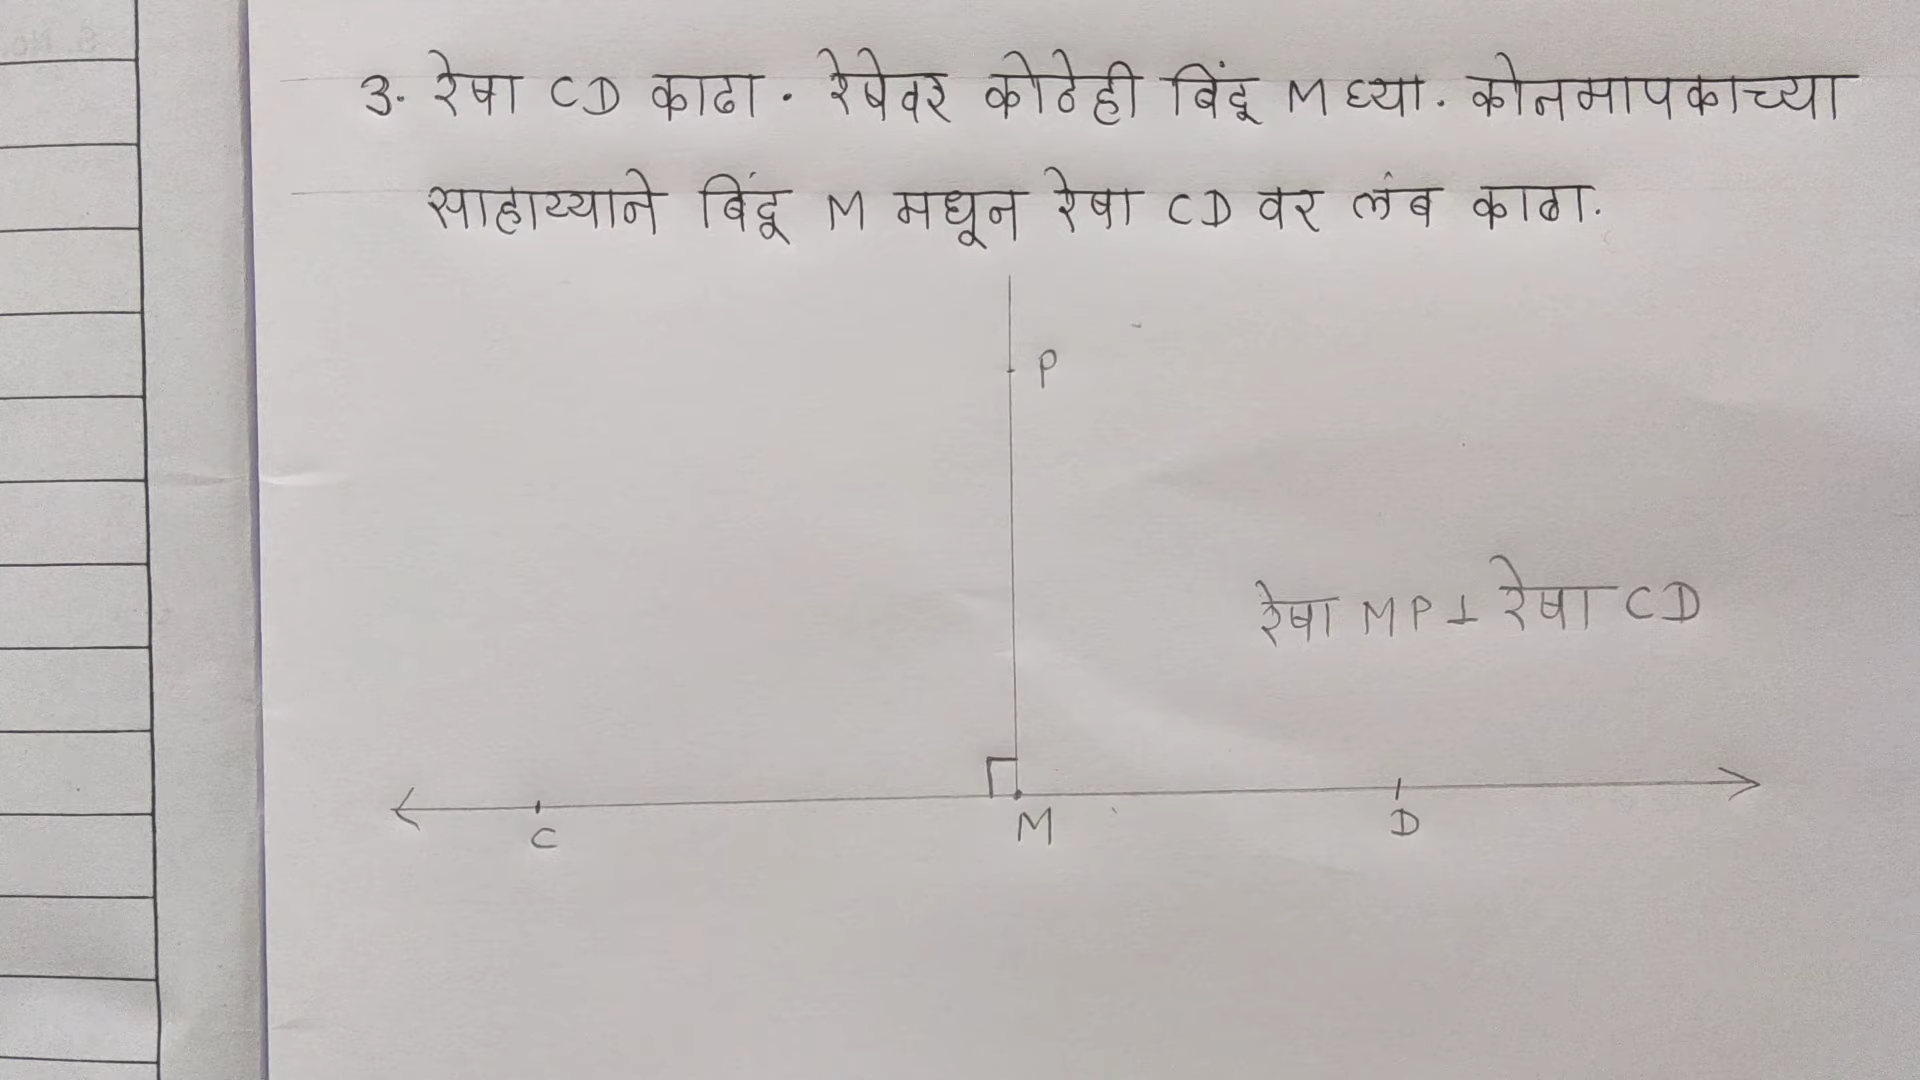 3. रेषा CD काढा. रेषेवर कोठेही बिंदू M घ्या. कोनमापकाच्या
साहाय्याने बिंदू M मधून रेषा CD वर लंब काढा.
P
रेषा MP ⊥ रेषा CD
C M D